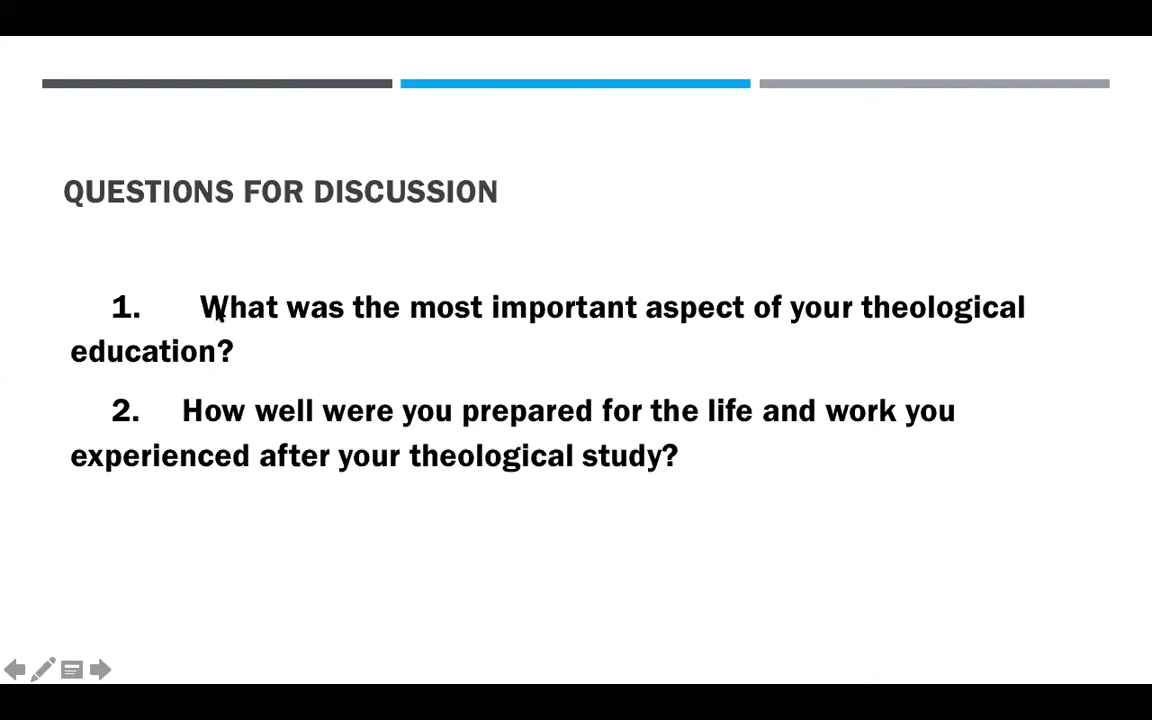 QUESTIONS FOR DISCUSSION
1. What was the most important aspect of your theological
education?
2. How well were you prepared for the life and work you
experienced after your theological study?